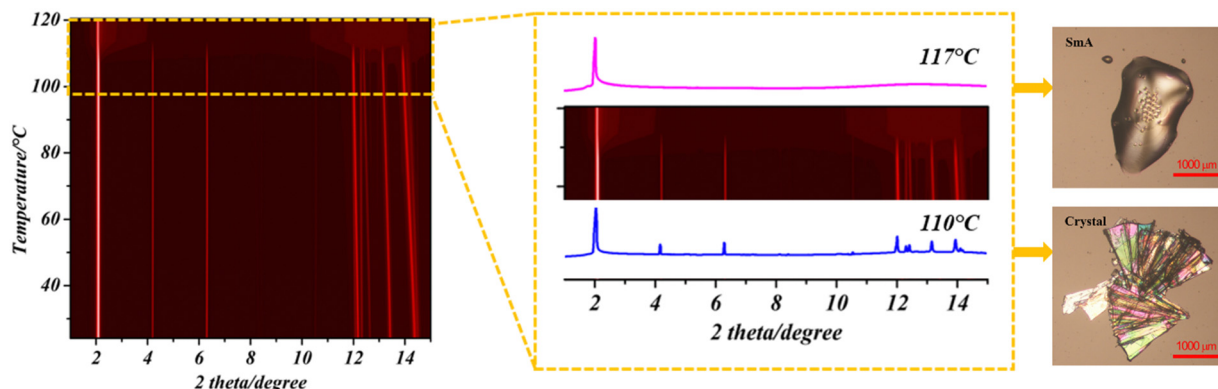 120
100
80
60
40
Temperature/°C
2 4 6 8 10 12 14
2 theta/degree
117°C
110°C
2 4 6 8 10 12 14
2 theta/degree
SmA
1000 μm
Crystal
1000 μm